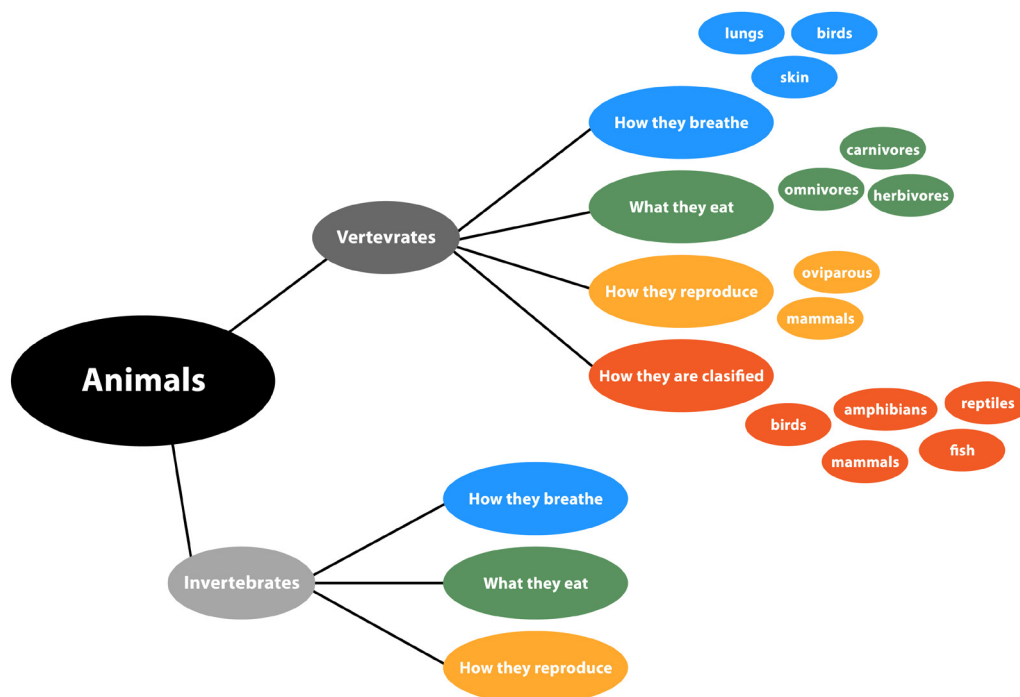 lungs
birds
skin
How they breathe
carnivores
omnivores
herbivores
What they eat
Vertevrates
oviparous
How they reproduce
mammals
Animals
How they are clasified
birds
amphibians
reptiles
mammals
fish
How they breathe
Invertebrates
What they eat
How they reproduce